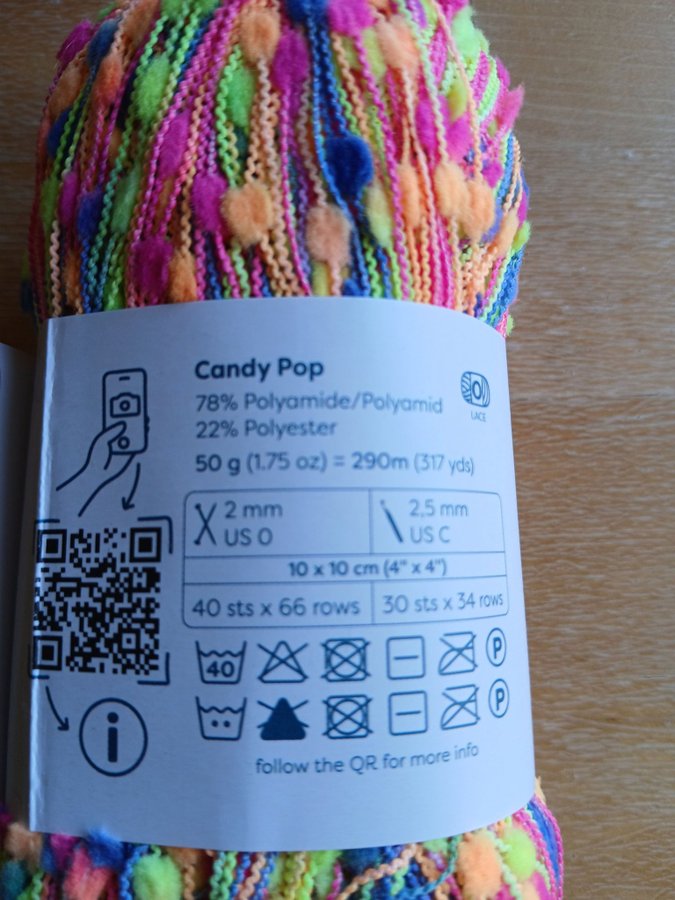 Candy Pop
78% Polyamide/Polyamid
22% Polyester
LACE
50 g (1.75 oz) = 290m (317 yds)
2 mm
US 0
2,5 mm
US C
10 x 10 cm (4" x 4")
40 sts x 66 rows
30 sts x 34 rows
40
P
P
i
follow the QR for more info